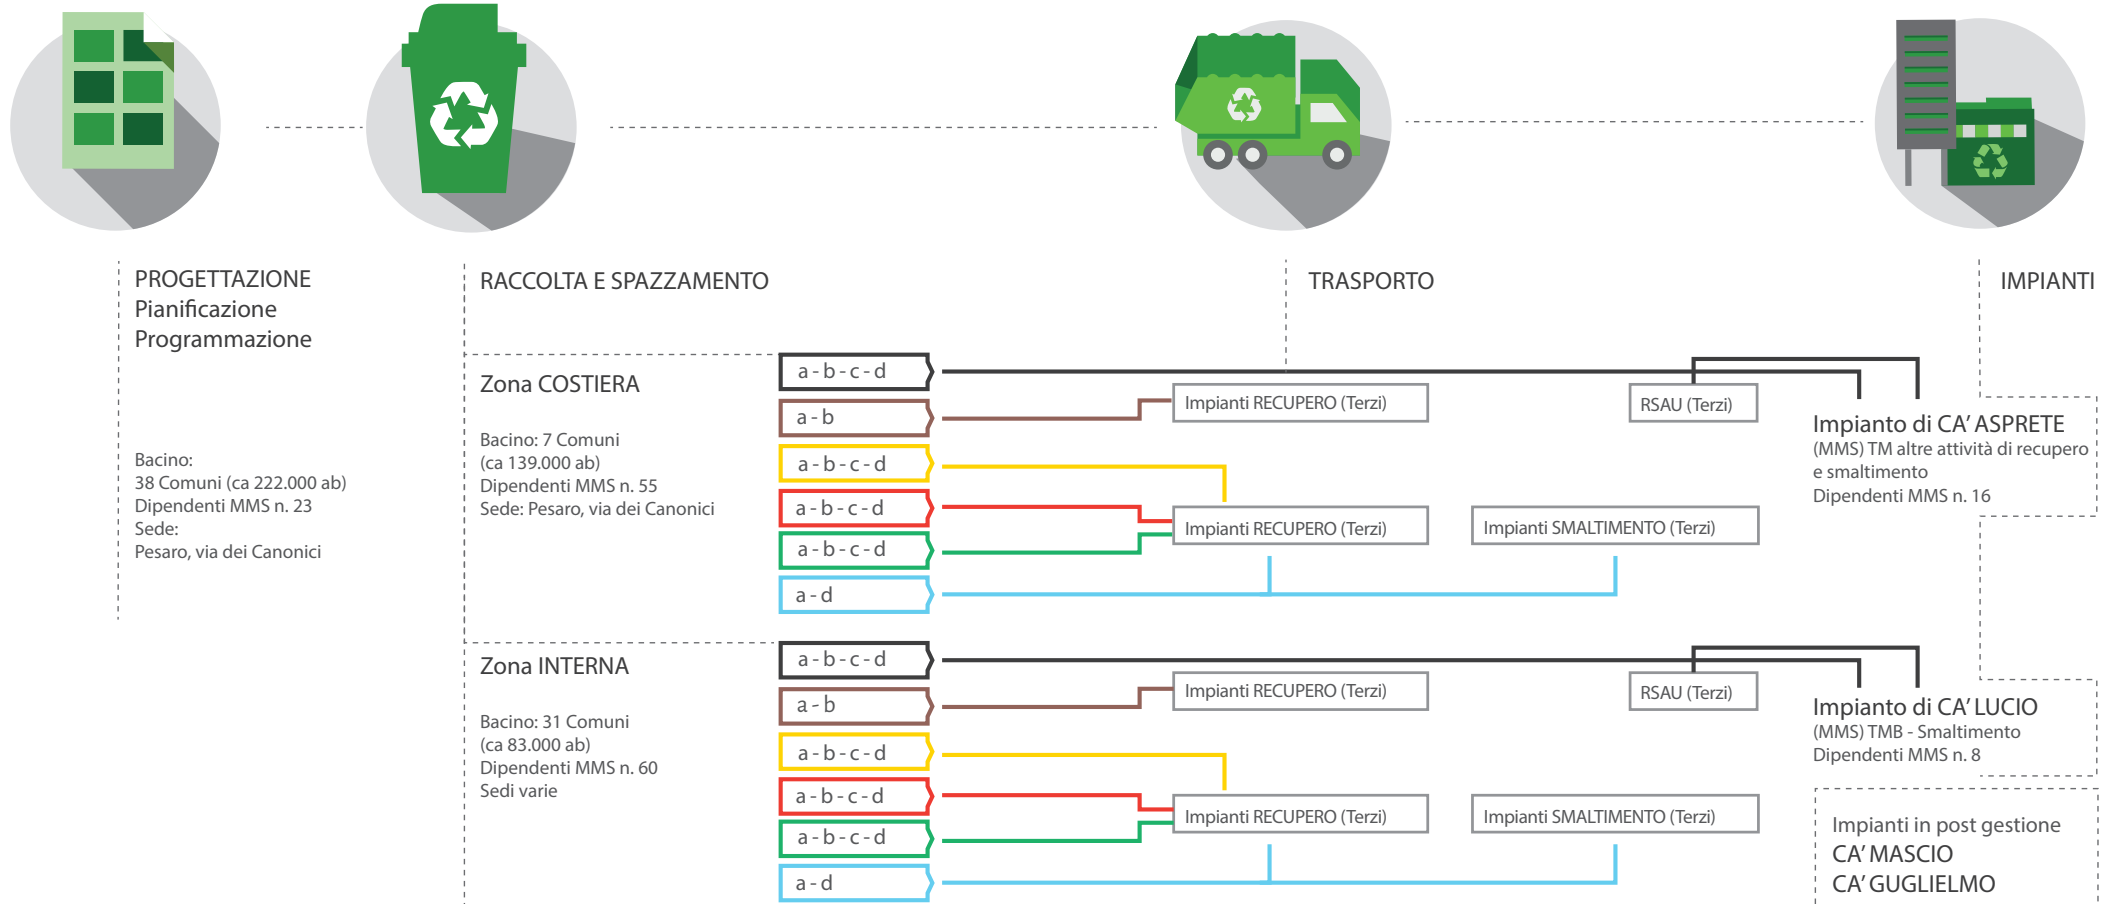 PROGETTAZIONE
Pianificazione
Programmazione
Bacino:
38 Comuni (ca 222.000 ab)
Dipendenti MMS n. 23
Sede:
Pesaro, via dei Canonici
RACCOLTA E SPAZZAMENTO
TRASPORTO
IMPIANTI
Zona COSTIERA
Bacino: 7 Comuni
(ca 139.000 ab)
Dipendenti MMS n. 55
Sede: Pesaro, via dei Canonici
a - b - c - d
a - b
a - b - c - d
a - b - c - d
a - b - c - d
a - d
Impianti RECUPERO (Terzi)
RSAU (Terzi)
Impianti RECUPERO (Terzi)
Impianti SMALTIMENTO (Terzi)
Impianto di CA' ASPRETE
(MMS) TM altre attività di recupero
e smaltimento
Dipendenti MMS n. 16
Zona INTERNA
Bacino: 31 Comuni
(ca 83.000 ab)
Dipendenti MMS n. 60
Sedi varie
a - b - c - d
a - b
a - b - c - d
a - b - c - d
a - b - c - d
a - d
Impianti RECUPERO (Terzi)
RSAU (Terzi)
Impianti RECUPERO (Terzi)
Impianti SMALTIMENTO (Terzi)
Impianto di CA' LUCIO
(MMS) TMB - Smaltimento
Dipendenti MMS n. 8
Impianti in post gestione
CA' MASCIO
CA' GUGLIELMO